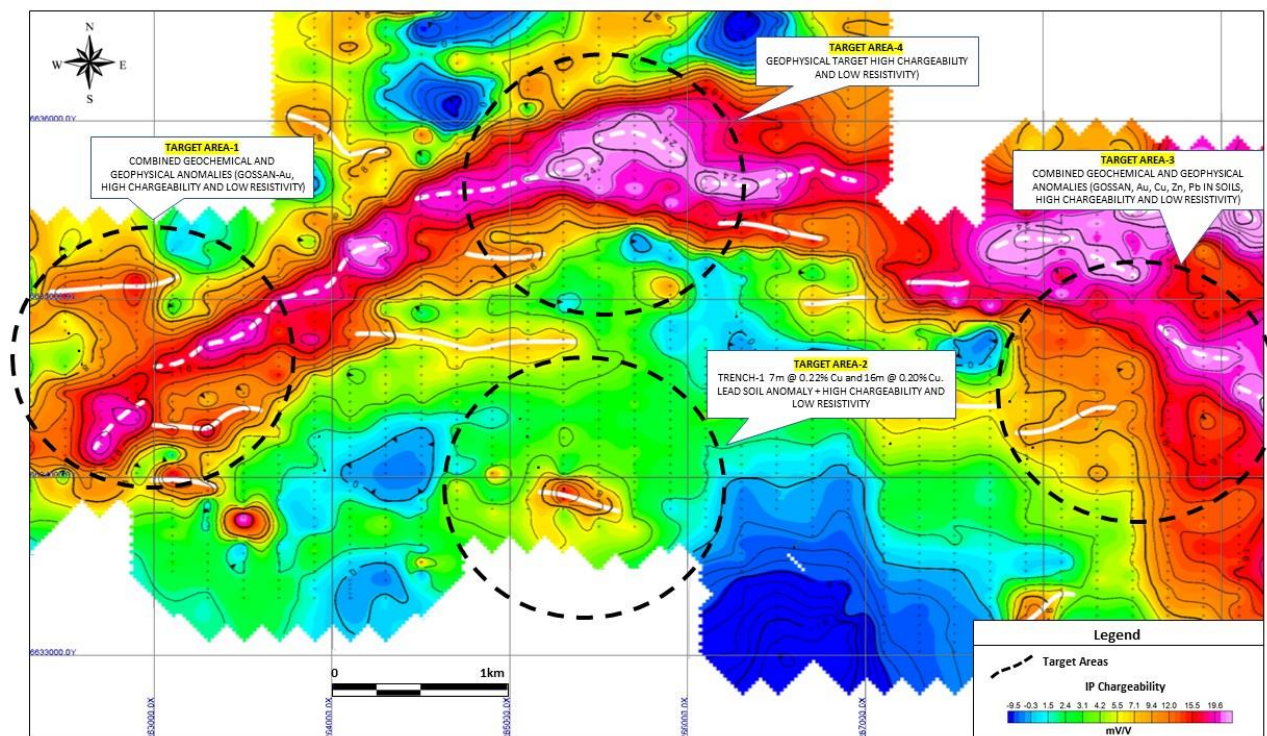 N
W
E
S
TARGET AREA-4
GEOPHYSICAL TARGET HIGH CHARGEABILITY
AND LOW RESISTIVITY)
TARGET AREA-1
COMBINED GEOCHEMICAL AND
GEOPHYSICAL ANOMALIES (GOSSAN-Au,
HIGH CHARGEABILITY AND LOW RESISTIVITY)
TARGET AREA-3
COMBINED GEOCHEMICAL AND GEOPHYSICAL
ANOMALIES (GOSSAN, Au, Cu, Zn, Pb IN SOILS,
HIGH CHARGEABILITY AND LOW RESISTIVITY)
TARGET AREA-2
TRENCH-1 7m @ 0.22% Cu and 16m @ 0.20% Cu.
LEAD SOIL ANOMALY + HIGH CHARGEABILITY AND
LOW RESISTIVITY
6636000.0Y
6633000.0Y
0
1km
Legend
Target Areas
IP Chargeability
-9.5 -0.3 1.5 2.4 3.1 4.2 5.5 7.1 9.4 12.0 15.5 19.6
mV/V